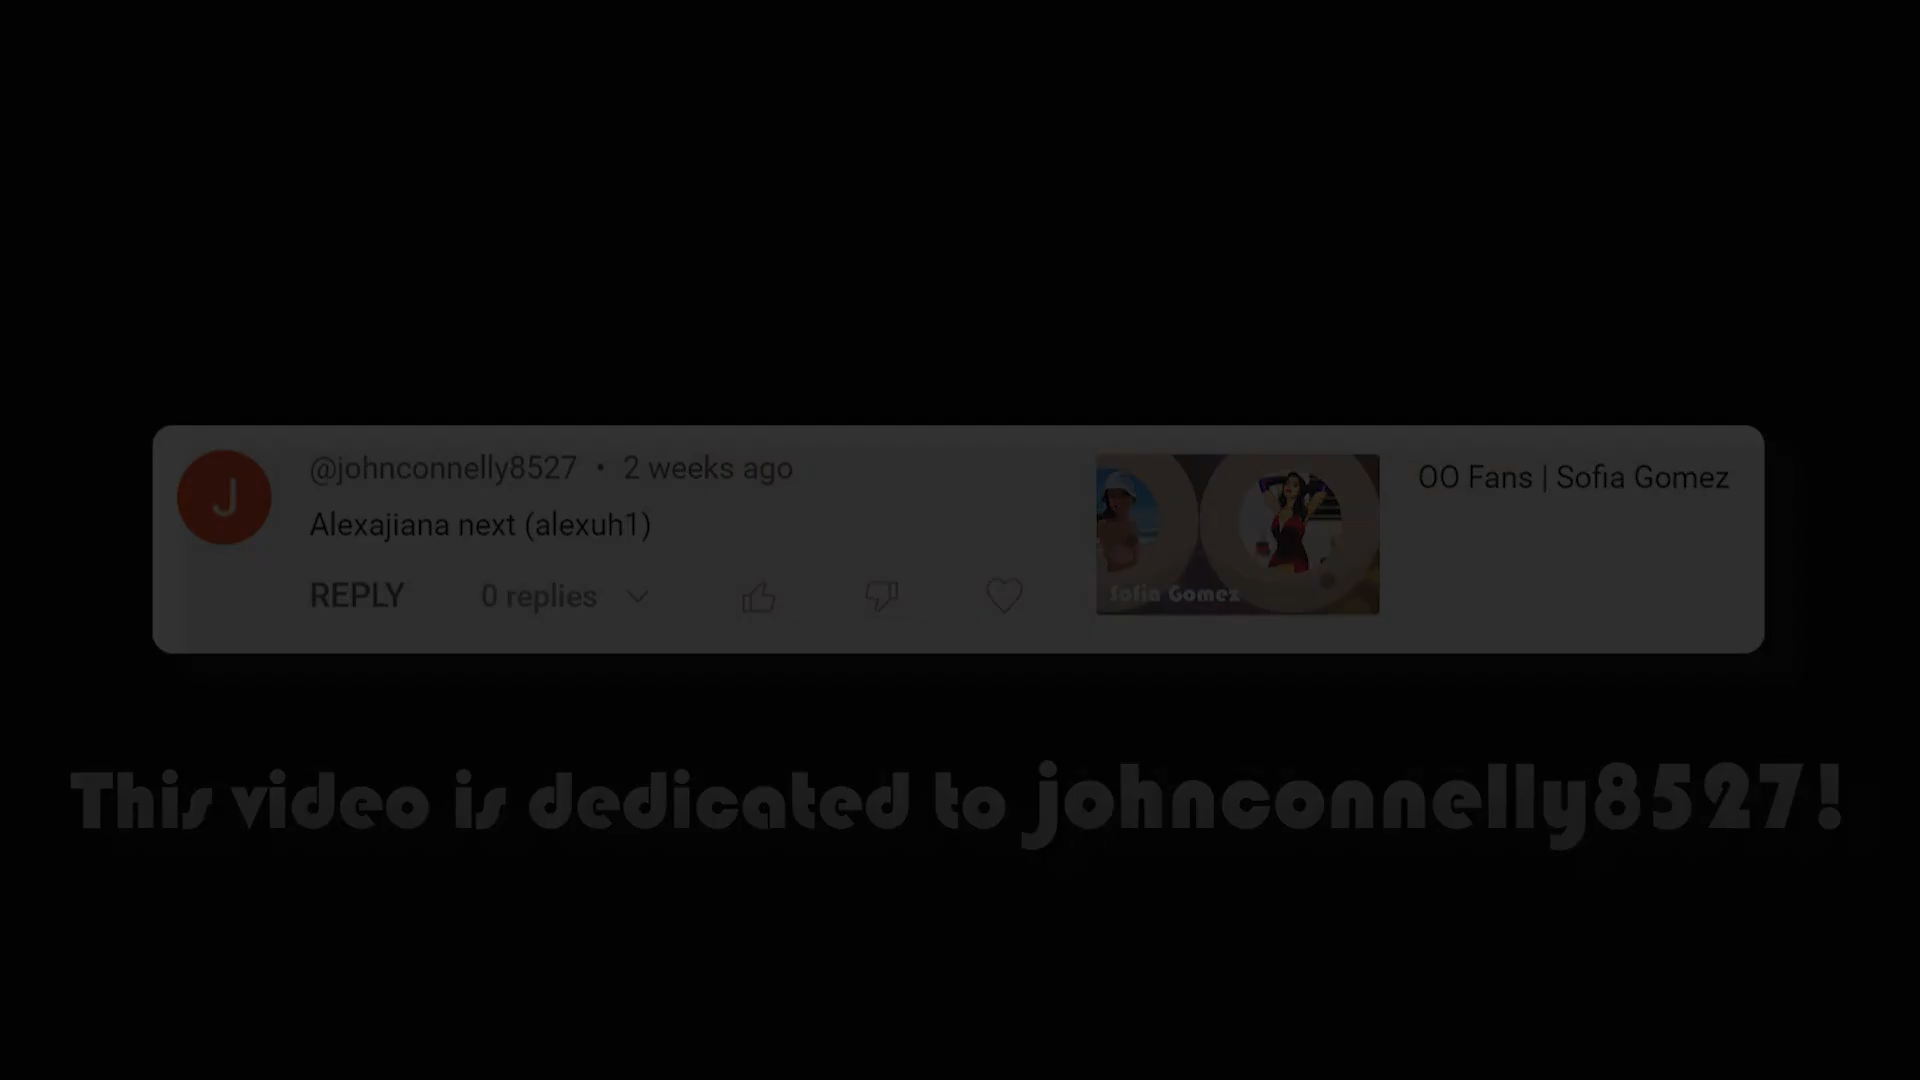 @johnconnelly8527 • 2 weeks ago
Alexajiana next (alexuh1)
REPLY 0 replies
J
Sofia Gomez
OO Fans | Sofia Gomez
This video is dedicated to johnconnelly8527!